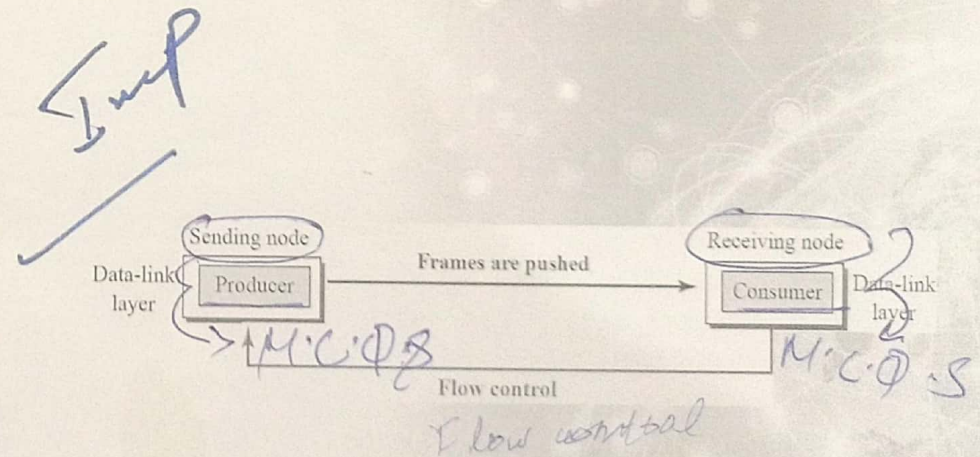 Imp
Sending node
Receiving node
Data-link
layer
Producer
Frames are pushed
Consumer
Data-link
layer
M.C.Q S
M.C.Q.S
Flow control
Flow control